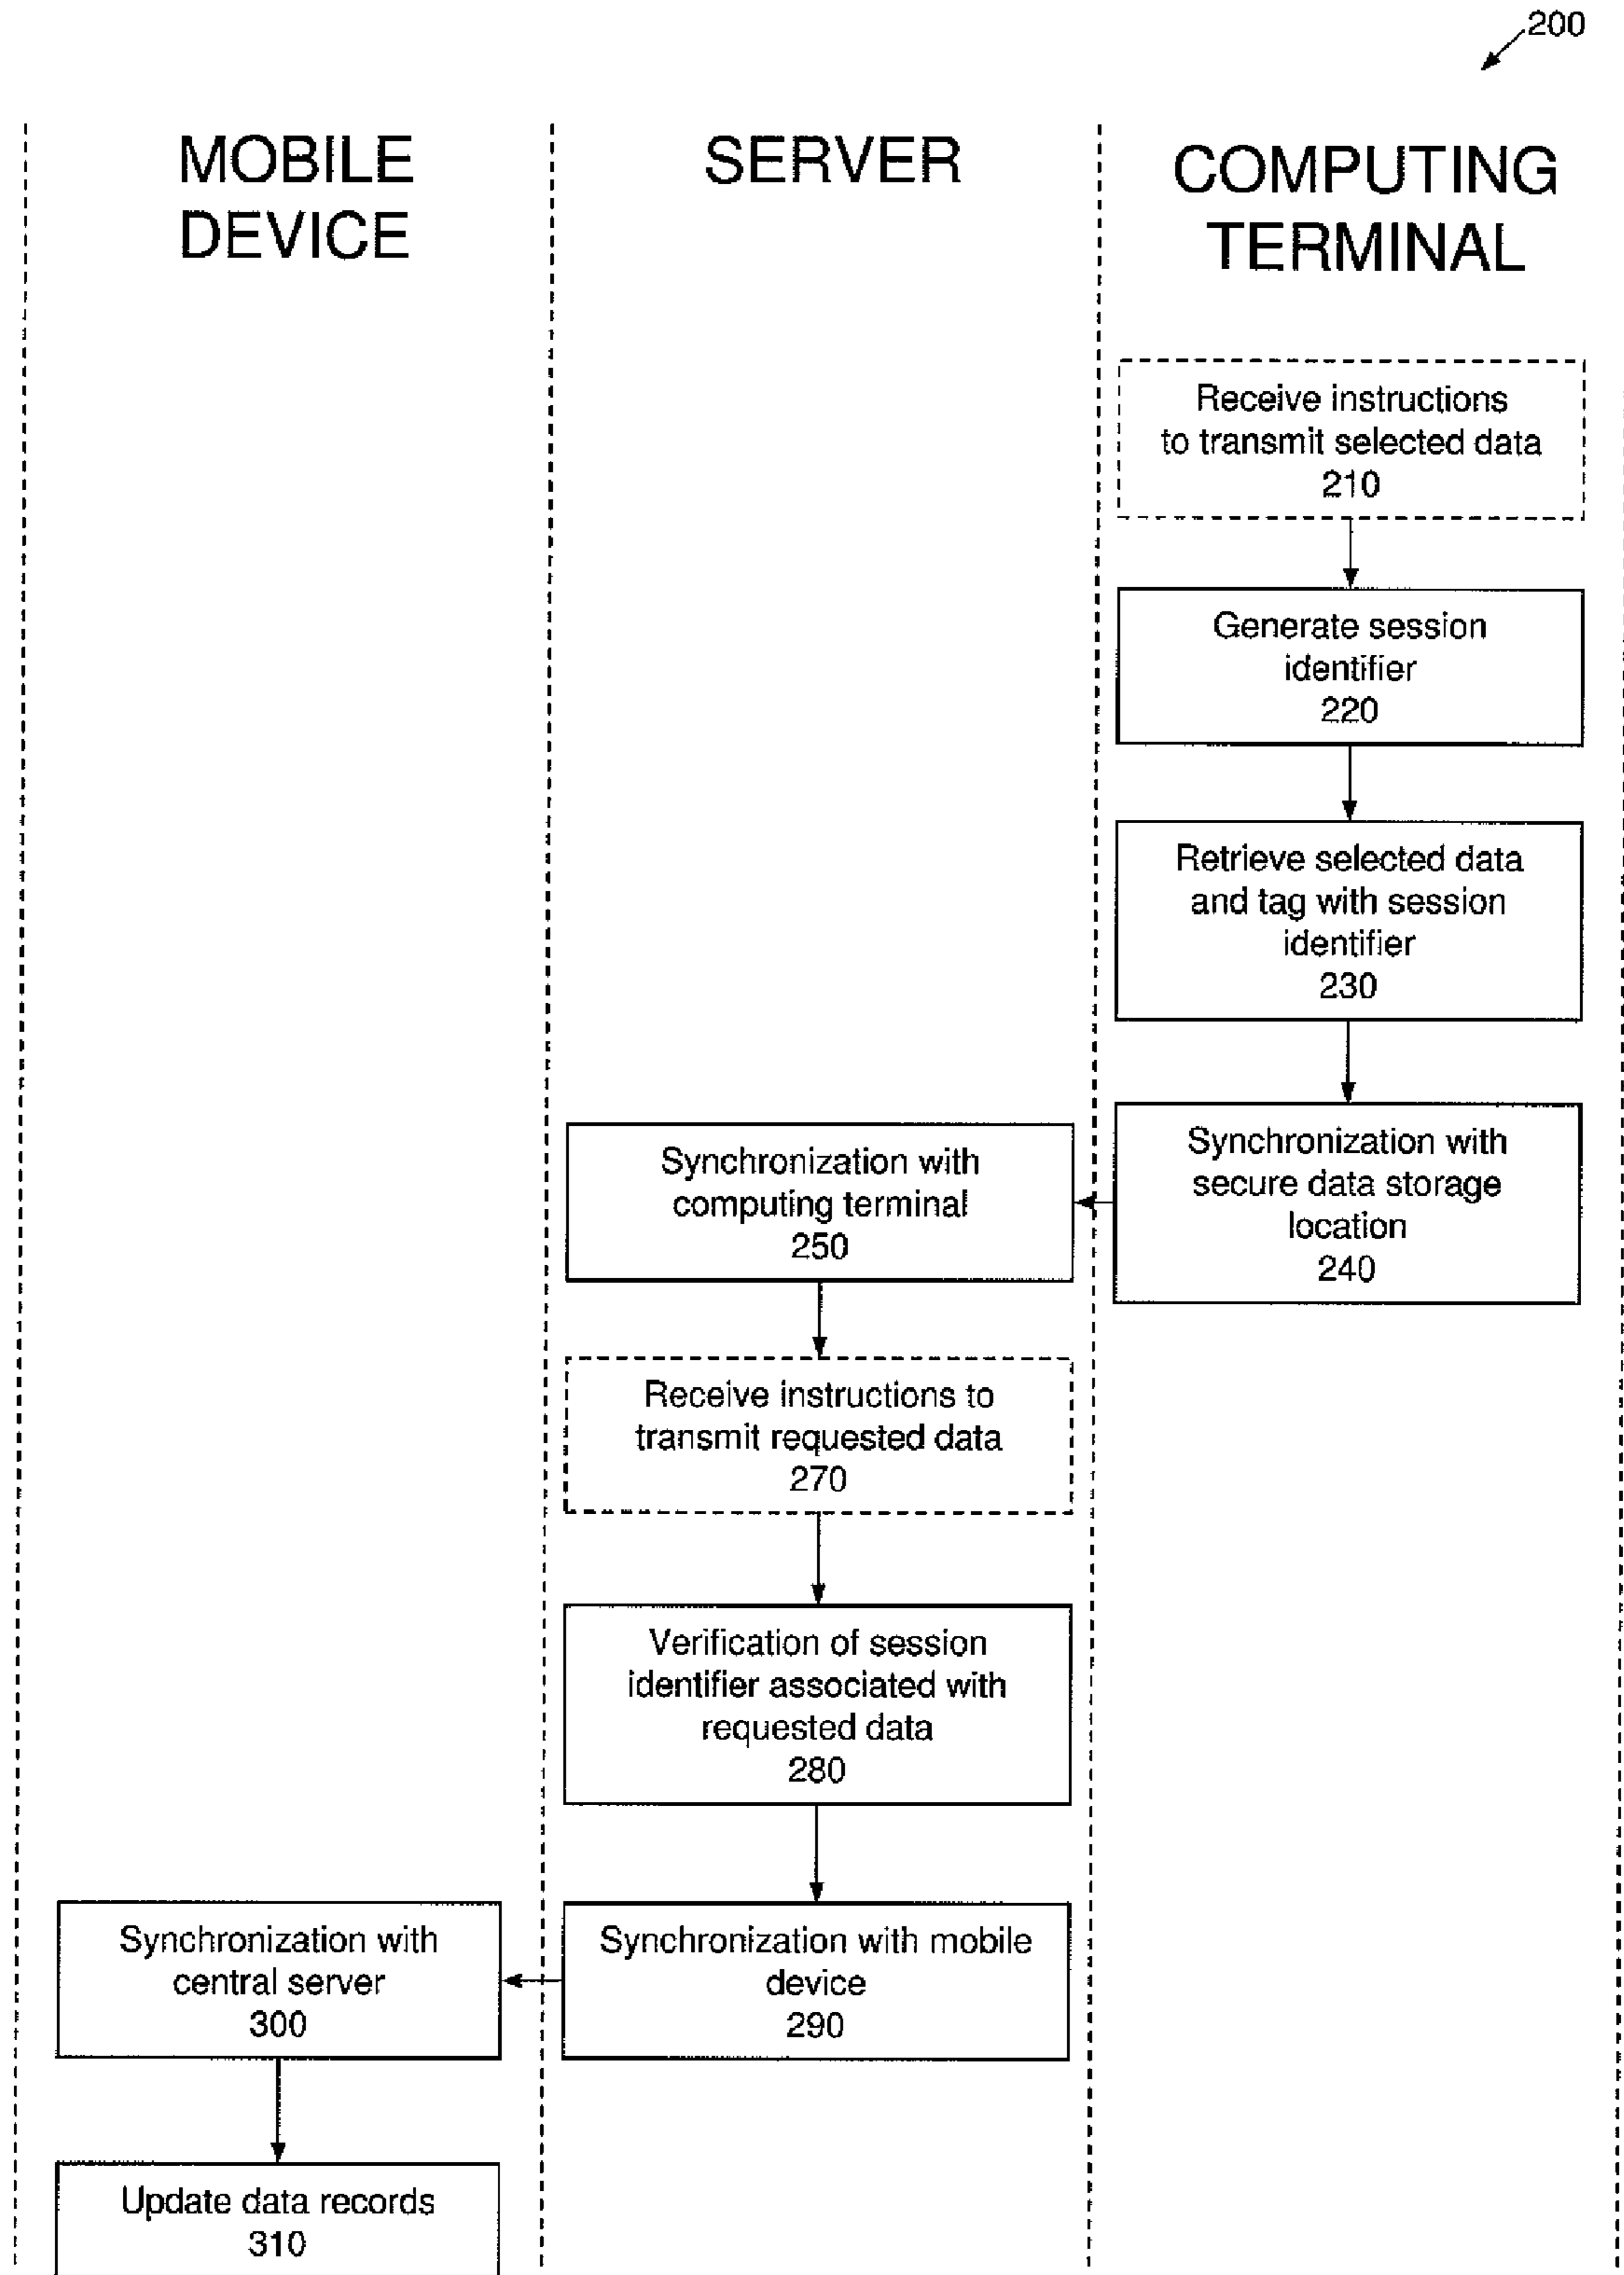 200
MOBILE
DEVICE
SERVER
COMPUTING
TERMINAL
Receive instructions
to transmit selected data
210
Generate session
identifier
220
Retrieve selected data
and tag with session
identifier
230
Synchronization with
secure data storage
location
240
Synchronization with
computing terminal
250
Receive instructions to
transmit requested data
270
Verification of session
identifier associated with
requested data
280
Synchronization with mobile
device
290
Synchronization with
central server
300
Update data records
310